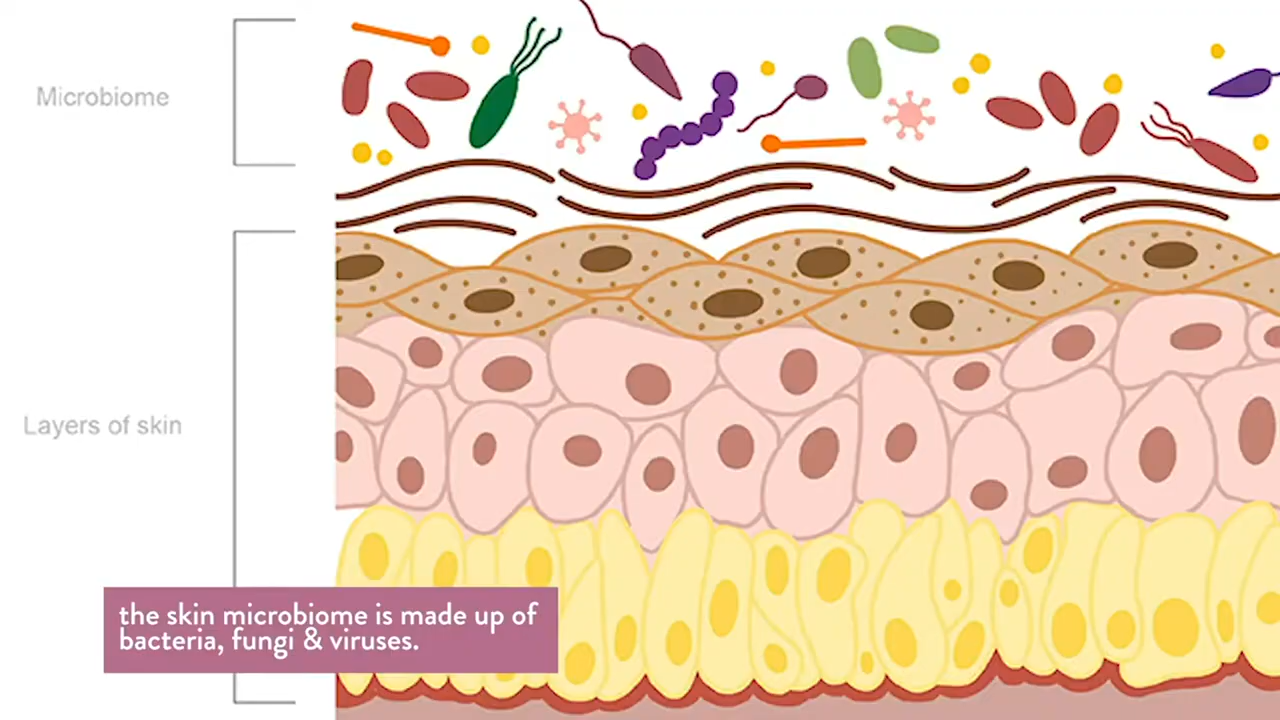 Microbiome
Layers of skin
the skin microbiome is made up of
bacteria, fungi & viruses.